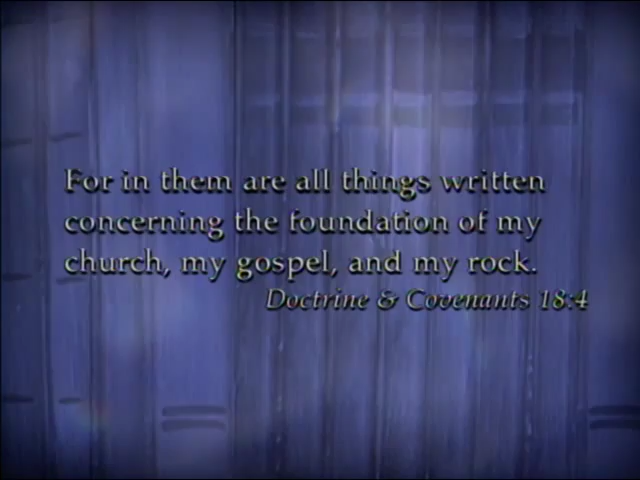 For in them are all things written
concerning the foundation of my
church, my gospel, and my rock.
Doctrine & Covenants 18:4